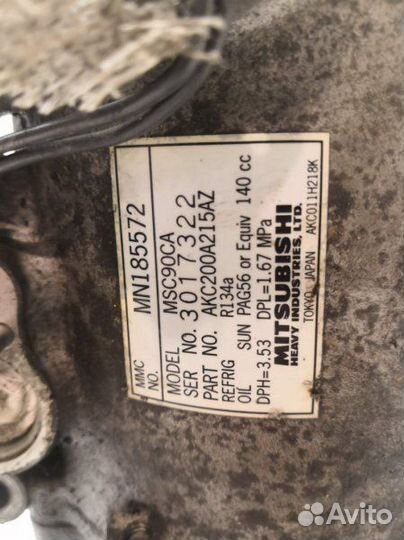 MMC
NO. MN185572
MODEL MSC90CA
SER NO. 3017322
PART NO. AKC200A215AZ
REFRIG R134a
OIL SUN PAG56 or Equiv 140 cc
DPH=3.53 DPL=1.67 MPa
MITSUBISHI
HEAVY INDUSTRIES, LTD.
TOKYO JAPAN AKC011H218K
Avito